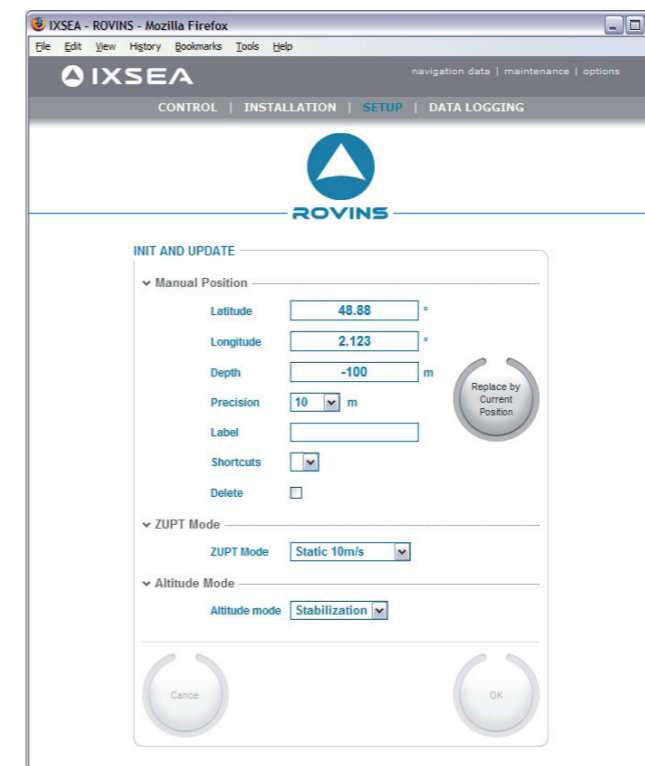 IXSEA - ROVINS - Mozilla Firefox
File Edit View History Bookmarks Tools Help
IXSEA
navigation data | maintenance | options
CONTROL | INSTALLATION | SETUP | DATA LOGGING
ROVINS
INIT AND UPDATE
Manual Position
Latitude 48.88 °
Longitude 2.123 °
Depth -100 m
Precision 10 m
Replace by
Current
Position
Label
Shortcuts
Delete
ZUPT Mode
ZUPT Mode Static 10m/s
Altitude Mode
Altitude mode Stabilization
Cance
OK